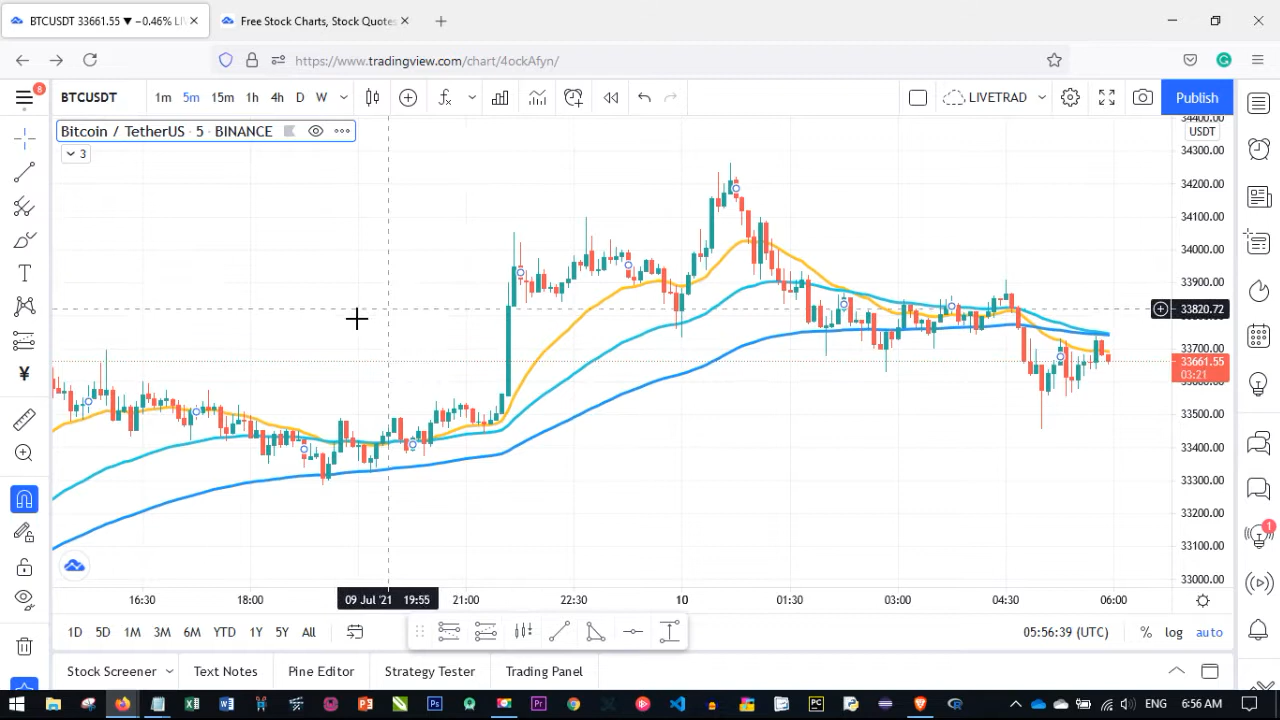 BTCUSDT 33661.55 ▼ −0.46% LI
Free Stock Charts, Stock Quotes
https://www.tradingview.com/chart/4ockAfyn/
8
BTCUSDT 1m 5m 15m 1h 4h D W LIVETRAD Publish
Bitcoin / TetherUS · 5 · BINANCE
3
34400.00
USDT
34300.00
34200.00
34100.00
34000.00
33900.00
33820.72
33700.00
33661.55
03:21
33500.00
33400.00
33300.00
33200.00
33100.00
33000.00
1
16:30 18:00 09 Jul '21 19:55 21:00 22:30 10 01:30 03:00 04:30 06:00
1D 5D 1M 3M 6M YTD 1Y 5Y All 05:56:39 (UTC) % log auto
Stock Screener Text Notes Pine Editor Strategy Tester Trading Panel
ENG 6:56 AM